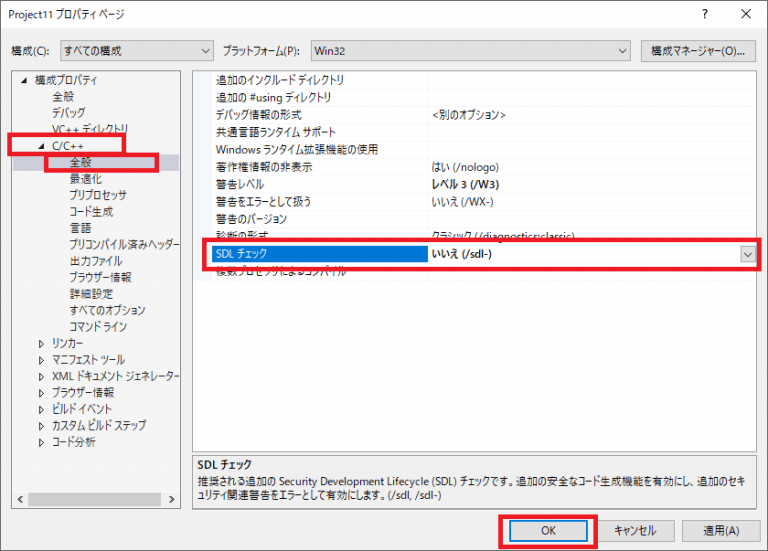 Project11 プロパティ ページ
? ×
構成(C): すべての構成 プラットフォーム(P): Win32 構成マネージャー(O)...
構成プロパティ
全般
デバッグ
VC++ ディレクトリ
C/C++
全般
最適化
プリプロセッサ
コード生成
言語
プリコンパイル済みヘッダー
出力ファイル
ブラウザー情報
詳細設定
すべてのオプション
コマンド ライン
リンカー
マニフェスト ツール
XML ドキュメント ジェネレーター
ブラウザー情報
ビルド イベント
カスタム ビルド ステップ
コード分析
追加のインクルード ディレクトリ
追加の #using ディレクトリ
デバッグ情報の形式 <別のオプション>
共通言語ランタイム サポート
Windows ランタイム拡張機能の使用
著作権情報の非表示 はい (/nologo)
警告レベル レベル 3 (/W3)
警告をエラーとして扱う いいえ (/WX-)
警告のバージョン
診断の形式 クラシック (/diagnostics:classic)
SDL チェック いいえ (/sdl-)
複数プロセッサによるコンパイル
SDL チェック
推奨される追加の Security Development Lifecycle (SDL) チェックです。追加の安全なコード生成機能を有効にし、追加のセキ
ュリティ関連警告をエラーとして有効にします。(/sdl, /sdl-)
OK キャンセル 適用(A)